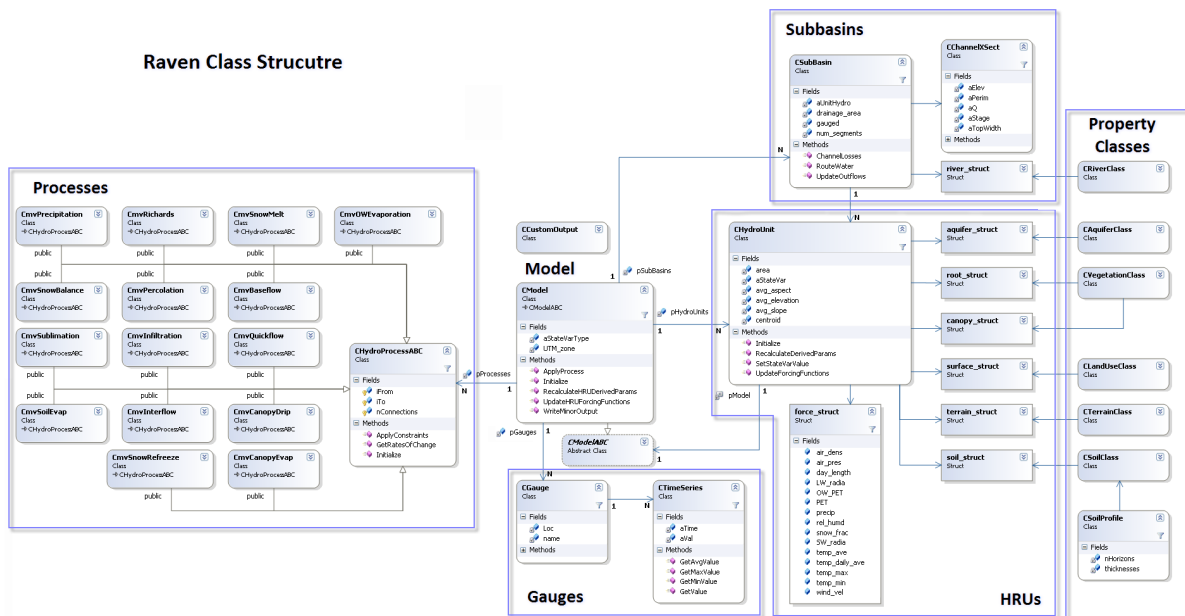 Raven Class Strucutre
Subbasins
CSubBasin
Class
Fields
aUnitHydro
drainage_area
gauged
num_segments
Methods
ChannelLosses
RouteWater
UpdateOutflows
CChannelXSect
Class
Fields
aElev
aPerim
aQ
aStage
aTopWidth
Methods
river_struct
Struct
Property
Classes
CRiverClass
Class
CAquiferClass
Class
CVegetationClass
Class
CLandUseClass
Class
CTerrainClass
Class
CSoilClass
Class
CSoilProfile
Class
Fields
nHorizons
thicknesses
Processes
CmvPrecipitation
Class
CHydroProcessABC
public
CmvRichards
Class
CHydroProcessABC
public
CmvSnowMelt
Class
CHydroProcessABC
public
CmvOWEvaporation
Class
CHydroProcessABC
public
CmvSnowBalance
Class
CHydroProcessABC
public
CmvPercolation
Class
CHydroProcessABC
public
CmvBaseflow
Class
CHydroProcessABC
public
CmvSublimation
Class
CHydroProcessABC
public
CmvInfiltration
Class
CHydroProcessABC
public
CmvQuickflow
Class
CHydroProcessABC
public
CmvSoilEvap
Class
CHydroProcessABC
CmvInterflow
Class
CHydroProcessABC
CmvCanopyDrip
Class
CHydroProcessABC
CmvSnowRefreeze
Class
CHydroProcessABC
public
CmvCanopyEvap
Class
CHydroProcessABC
public
CHydroProcessABC
Class
Fields
iFrom
iTo
nConnections
Methods
ApplyConstraints
GetRatesOfChange
Initialize
pProcesses
N
1
CCustomOutput
Class
Model
CModel
Class
CModelABC
Fields
aStateVarType
UTM_zone
Methods
ApplyProcess
Initialize
RecalculateHRUDerivedParams
UpdateHRUForcingFunctions
WriteMinorOutput
1
pSubBasins
N
pHydroUnits
1
N
1
N
pGauges
1
N
pModel
1
1
CModelABC
Abstract Class
CHydroUnit
Class
Fields
area
aStateVar
avg_aspect
avg_elevation
avg_slope
centroid
Methods
Initialize
RecalculateDerivedParams
SetStateVarValue
UpdateForcingFunctions
aquifer_struct
Struct
root_struct
Struct
canopy_struct
Struct
surface_struct
Struct
terrain_struct
Struct
soil_struct
Struct
force_struct
Struct
Fields
air_dens
air_pres
day_length
LW_radia
OW_PET
PET
precip
rel_humd
snow_frac
SW_radia
temp_ave
temp_daily_ave
temp_max
temp_min
wind_vel
HRUs
CGauge
Class
Fields
Loc
name
Methods
1
N
CTimeSeries
Class
Fields
aTime
aVal
Methods
GetAvgValue
GetMaxValue
GetMinValue
GetValue
Gauges